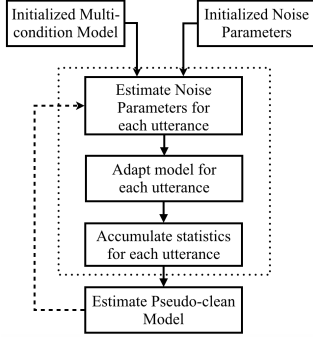 Initialized Multi-
condition Model
Initialized Noise
Parameters
Estimate Noise
Parameters for
each utterance
Adapt model for
each utterance
Accumulate statistics
for each utterance
Estimate Pseudo-clean
Model